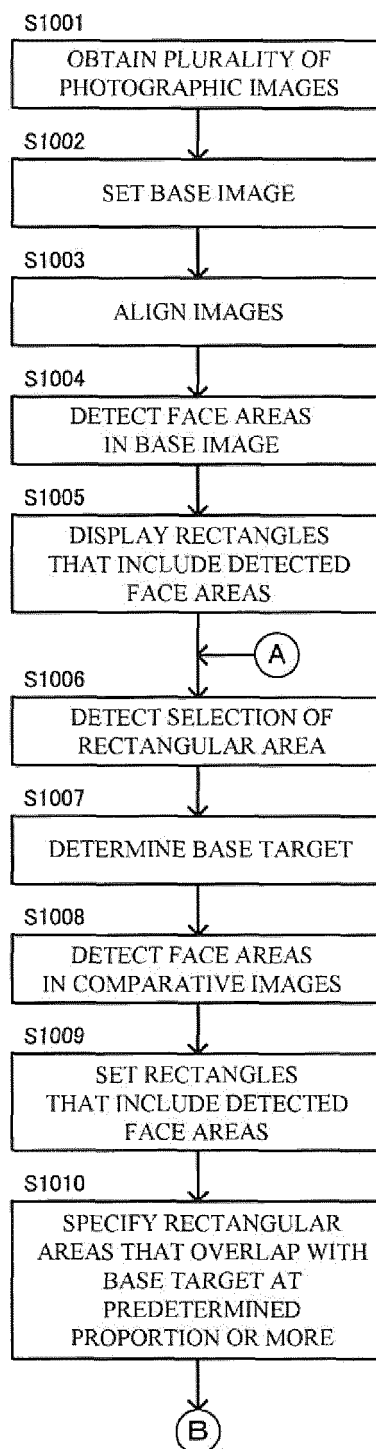 S1001
OBTAIN PLURALITY OF
PHOTOGRAPHIC IMAGES
S1002
SET BASE IMAGE
S1003
ALIGN IMAGES
S1004
DETECT FACE AREAS
IN BASE IMAGE
S1005
DISPLAY RECTANGLES
THAT INCLUDE DETECTED
FACE AREAS
A
S1006
DETECT SELECTION OF
RECTANGULAR AREA
S1007
DETERMINE BASE TARGET
S1008
DETECT FACE AREAS
IN COMPARATIVE IMAGES
S1009
SET RECTANGLES
THAT INCLUDE DETECTED
FACE AREAS
S1010
SPECIFY RECTANGULAR
AREAS THAT OVERLAP WITH
BASE TARGET AT
PREDETERMINED
PROPORTION OR MORE
B